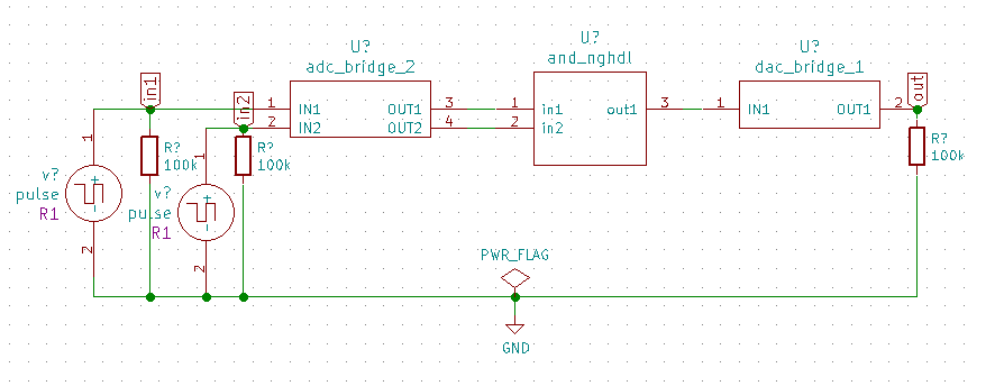 U?
adc_bridge_2
U?
and_nghdl
U?
dac_bridge_1
in1
in2
out
1
IN1
OUT1
3
2
IN2
OUT2
4
1
in1
out1
3
2
in2
1
IN1
OUT1
2
R?
100k
R?
100k
R?
100k
1
v?
pulse
R1
2
1
v?
pulse
R1
2
PWR_FLAG
GND